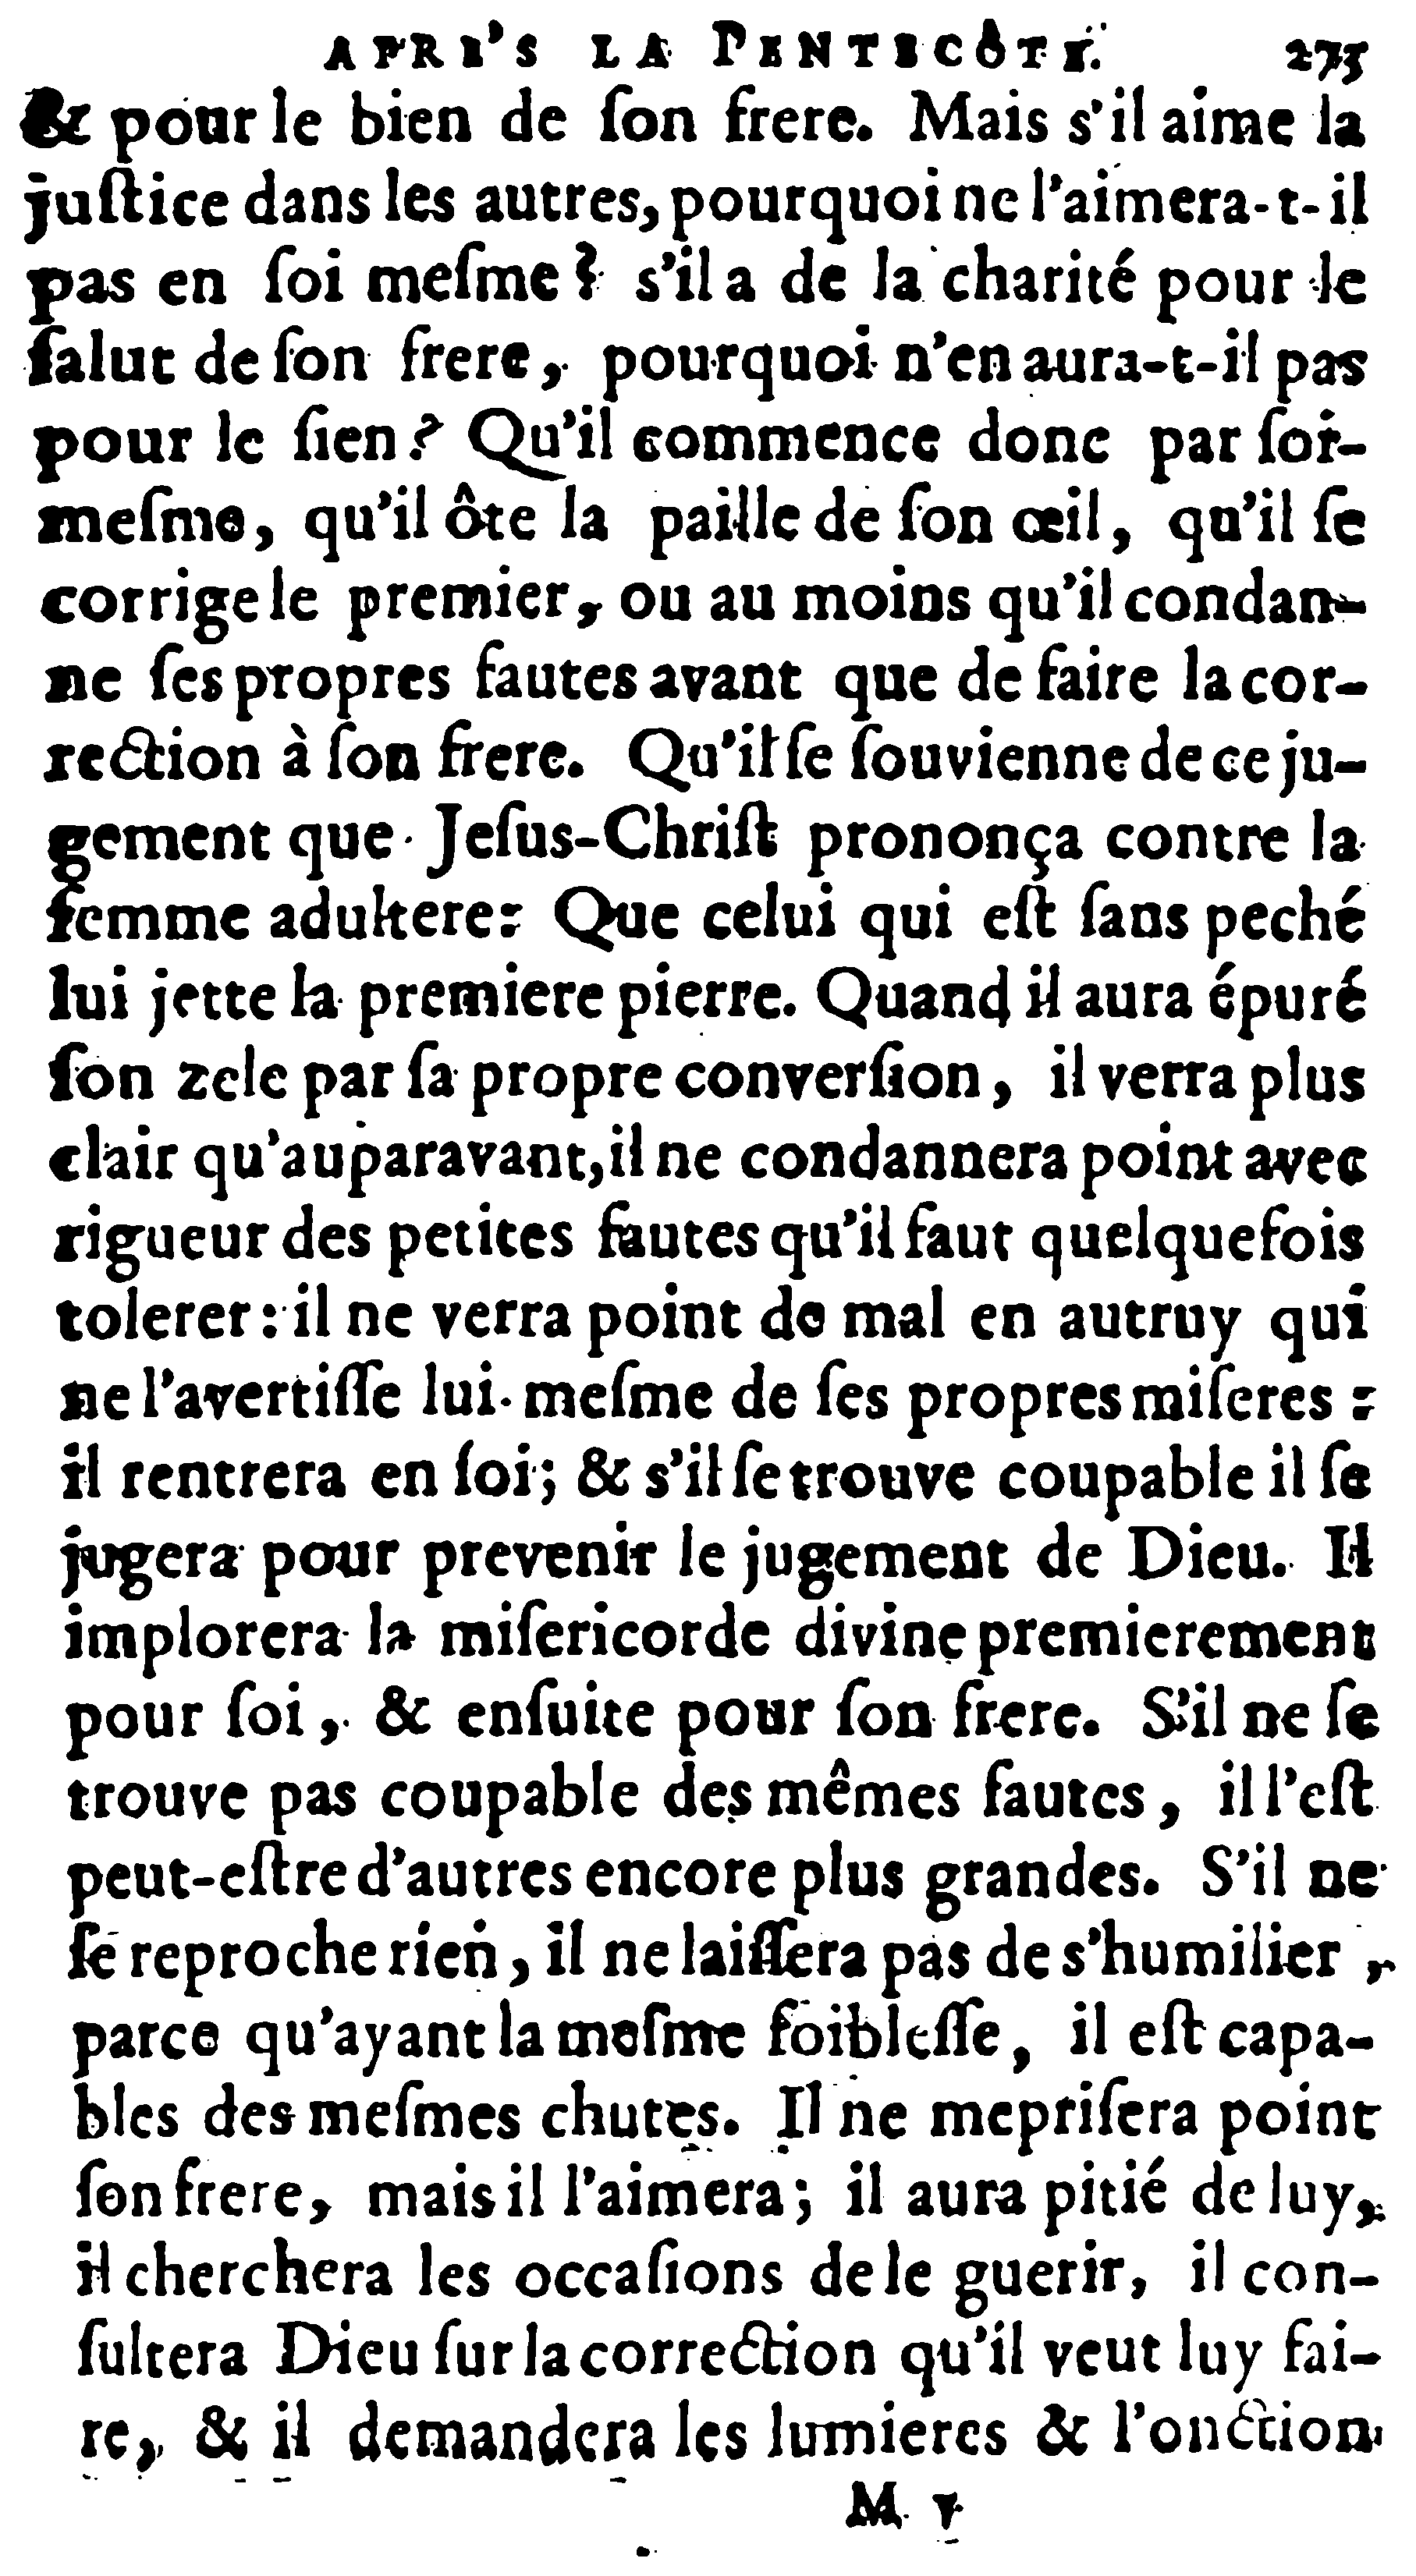 APRE'S LA PENTECÔTE. 275
& pour le bien de ſon frere. Mais s'il aime la
juſtice dans les autres, pourquoi ne l'aimera-t-il
pas en ſoi meſme? s'il a de la charité pour le
ſalut de ſon frere, pourquoi n'en aura-t-il pas
pour le ſien? Qu'il commence donc par ſoi-
meſme, qu'il ôte la paille de ſon œil, qu'il ſe
corrige le premier, ou au moins qu'il condan-
ne ſes propres fautes avant que de faire la cor-
rection à ſon frere. Qu'il ſe ſouvienne de ce ju-
gement que Jeſus-Chriſt prononça contre la
femme adultere: Que celui qui eſt ſans peché
lui jette la premiere pierre. Quand il aura épuré
ſon zele par ſa propre converſion, il verra plus
clair qu'auparavant, il ne condannera point avec
rigueur des petites fautes qu'il faut quelquefois
tolerer: il ne verra point de mal en autruy qui
ne l'avertiſſe lui meſme de ſes propres miſeres:
il rentrera en ſoi; & s'il ſe trouve coupable il ſe
jugera pour prevenir le jugement de Dieu. Il
implorera la miſericorde divine premierement
pour ſoi, & enſuite pour ſon frere. S'il ne ſe
trouve pas coupable des mêmes fautes, il l'eſt
peut-eſtre d'autres encore plus grandes. S'il ne
ſe reproche rien, il ne laiſſera pas de s'humilier,
parce qu'ayant la meſme foibleſſe, il eſt capa-
bles des meſmes chutes. Il ne mepriſera point
ſon frere, mais il l'aimera; il aura pitié de luy,
il cherchera les occaſions de le guerir, il con-
ſultera Dieu ſur la correction qu'il veut luy fai-
re, & il demandera les lumieres & l'onction
M v